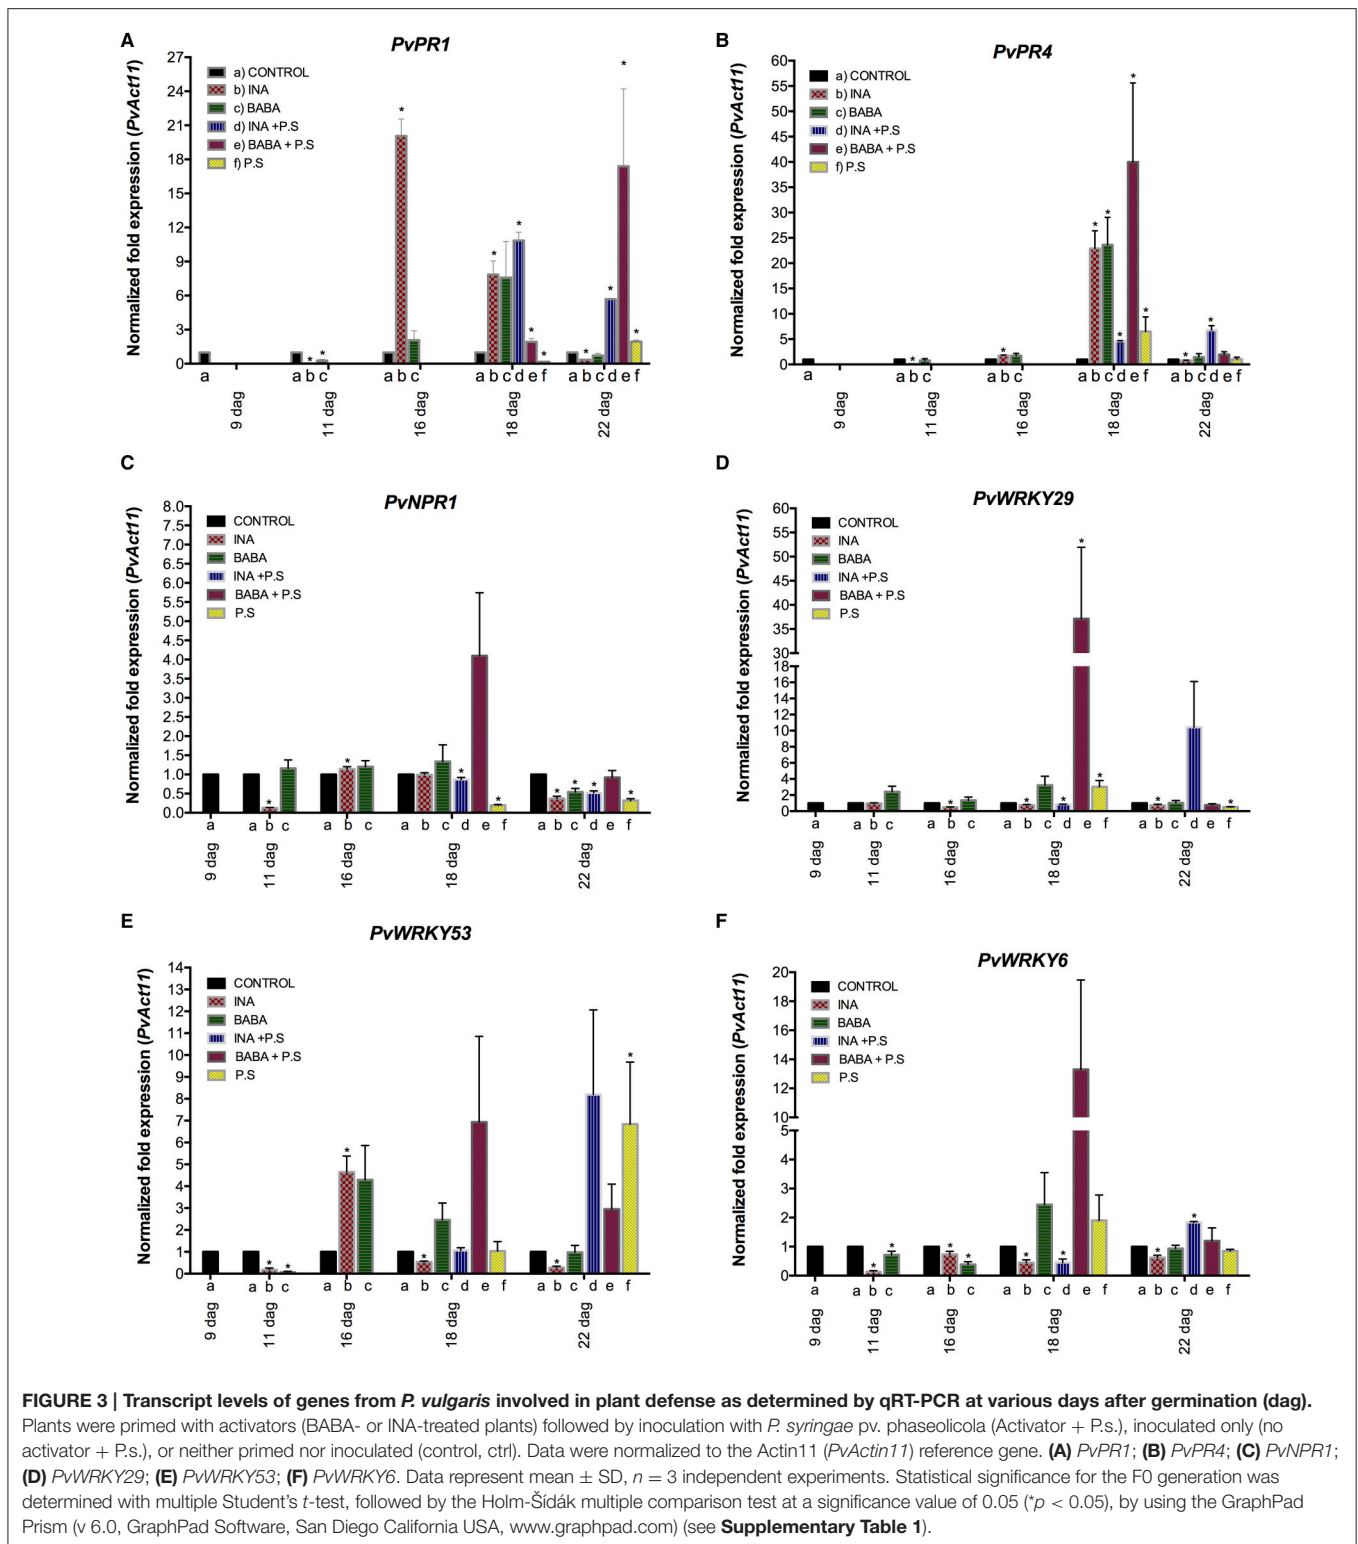 A
PvPR1
Normalized fold expression (PvAct11)
27
24
21
18
15
12
9
6
3
0
a) CONTROL
b) INA
c) BABA
d) INA +P.S
e) BABA + P.S
f) P.S
* * * * * * * * * * * *
a a b c a b c a b c d e f a b c d e f
9 dag
11 dag
16 dag
18 dag
22 dag
B
PvPR4
Normalized fold expression (PvAct11)
60
55
50
45
40
35
30
25
20
15
10
5
0
a) CONTROL
b) INA
c) BABA
d) INA +P.S
e) BABA + P.S
f) P.S
* * * * * * * * *
a a b c a b c a b c d e f a b c d e f
9 dag
11 dag
16 dag
18 dag
22 dag
C
PvNPR1
Normalized fold expression (PvAct11)
8.0
7.5
7.0
6.5
6.0
5.5
5.0
4.5
4.0
3.5
3.0
2.5
2.0
1.5
1.0
0.5
0.0
CONTROL
INA
BABA
INA +P.S
BABA + P.S
P.S
* * * * * * * *
a a b c a b c a b c d e f a b c d e f
9 dag
11 dag
16 dag
18 dag
22 dag
D
PvWRKY29
Normalized fold expression (PvAct11)
60
55
50
45
40
35
30
18
16
14
12
10
8
6
4
2
0
CONTROL
INA
BABA
INA +P.S
BABA + P.S
P.S
* * * * * * *
a a b c a b c a b c d e f a b c d e f
9 dag
11 dag
16 dag
18 dag
22 dag
E
PvWRKY53
Normalized fold expression (PvAct11)
14
13
12
11
10
9
8
7
6
5
4
3
2
1
0
CONTROL
INA
BABA
INA +P.S
BABA + P.S
P.S
* * * * * *
a a b c a b c a b c d e f a b c d e f
9 dag
11 dag
16 dag
18 dag
22 dag
F
PvWRKY6
Normalized fold expression (PvAct11)
20
18
16
14
12
10
5
4
3
2
1
0
CONTROL
INA
BABA
INA +P.S
BABA + P.S
P.S
* * * * * * * *
a a b c a b c a b c d e f a b c d e f
9 dag
11 dag
16 dag
18 dag
22 dag
FIGURE 3 | Transcript levels of genes from P. vulgaris involved in plant defense as determined by qRT-PCR at various days after germination (dag).
Plants were primed with activators (BABA- or INA-treated plants) followed by inoculation with P. syringae pv. phaseolicola (Activator + P.s.), inoculated only (no
activator + P.s.), or neither primed nor inoculated (control, ctrl). Data were normalized to the Actin11 (PvActin11) reference gene. (A) PvPR1; (B) PvPR4; (C) PvNPR1;
(D) PvWRKY29; (E) PvWRKY53; (F) PvWRKY6. Data represent mean ± SD, n = 3 independent experiments. Statistical significance for the F0 generation was
determined with multiple Student's t-test, followed by the Holm-Šídák multiple comparison test at a significance value of 0.05 (*p < 0.05), by using the GraphPad
Prism (v 6.0, GraphPad Software, San Diego California USA, www.graphpad.com) (see Supplementary Table 1).